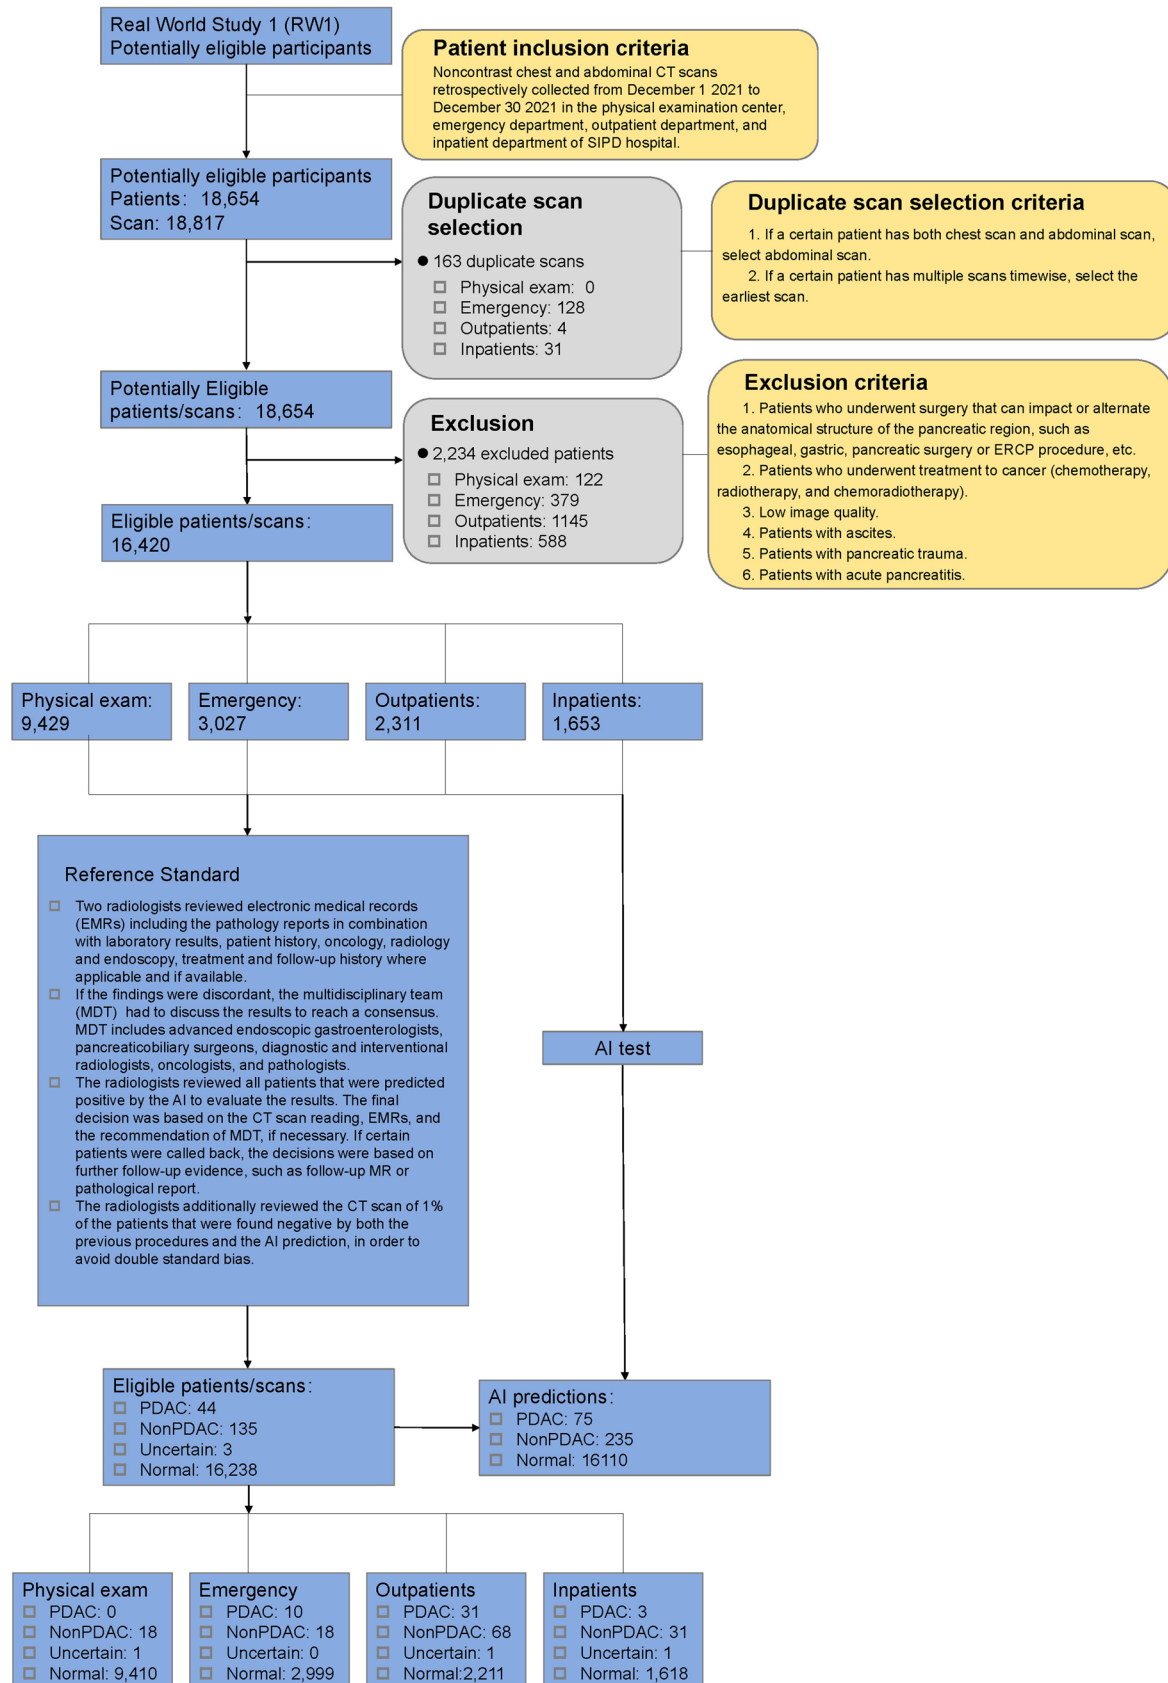 Real World Study 1 (RW1)
Potentially eligible participants
Patient inclusion criteria
Noncontrast chest and abdominal CT scans
retrospectively collected from December 1 2021 to
December 30 2021 in the physical examination center,
emergency department, outpatient department, and
inpatient department of SIPD hospital.
Potentially eligible participants
Patients: 18,654
Scan: 18,817
Duplicate scan
selection
● 163 duplicate scans
□ Physical exam: 0
□ Emergency: 128
□ Outpatients: 4
□ Inpatients: 31
Duplicate scan selection criteria
1. If a certain patient has both chest scan and abdominal scan,
select abdominal scan.
2. If a certain patient has multiple scans timewise, select the
earliest scan.
Potentially Eligible
patients/scans: 18,654
Exclusion
● 2,234 excluded patients
□ Physical exam: 122
□ Emergency: 379
□ Outpatients: 1145
□ Inpatients: 588
Exclusion criteria
1. Patients who underwent surgery that can impact or alternate
the anatomical structure of the pancreatic region, such as
esophageal, gastric, pancreatic surgery or ERCP procedure, etc.
2. Patients who underwent treatment to cancer (chemotherapy,
radiotherapy, and chemoradiotherapy).
3. Low image quality.
4. Patients with ascites.
5. Patients with pancreatic trauma.
6. Patients with acute pancreatitis.
Eligible patients/scans:
16,420
Physical exam:
9,429
Emergency:
3,027
Outpatients:
2,311
Inpatients:
1,653
Reference Standard
□ Two radiologists reviewed electronic medical records
(EMRs) including the pathology reports in combination
with laboratory results, patient history, oncology, radiology
and endoscopy, treatment and follow-up history where
applicable and if available.
□ If the findings were discordant, the multidisciplinary team
(MDT) had to discuss the results to reach a consensus.
MDT includes advanced endoscopic gastroenterologists,
pancreaticobiliary surgeons, diagnostic and interventional
radiologists, oncologists, and pathologists.
□ The radiologists reviewed all patients that were predicted
positive by the AI to evaluate the results. The final
decision was based on the CT scan reading, EMRs, and
the recommendation of MDT, if necessary. If certain
patients were called back, the decisions were based on
further follow-up evidence, such as follow-up MR or
pathological report.
□ The radiologists additionally reviewed the CT scan of 1%
of the patients that were found negative by both the
previous procedures and the AI prediction, in order to
avoid double standard bias.
AI test
Eligible patients/scans:
□ PDAC: 44
□ NonPDAC: 135
□ Uncertain: 3
□ Normal: 16,238
AI predictions:
□ PDAC: 75
□ NonPDAC: 235
□ Normal: 16110
Physical exam
□ PDAC: 0
□ NonPDAC: 18
□ Uncertain: 1
□ Normal: 9,410
Emergency
□ PDAC: 10
□ NonPDAC: 18
□ Uncertain: 0
□ Normal: 2,999
Outpatients
□ PDAC: 31
□ NonPDAC: 68
□ Uncertain: 1
□ Normal:2,211
Inpatients
□ PDAC: 3
□ NonPDAC: 31
□ Uncertain: 1
□ Normal: 1,618